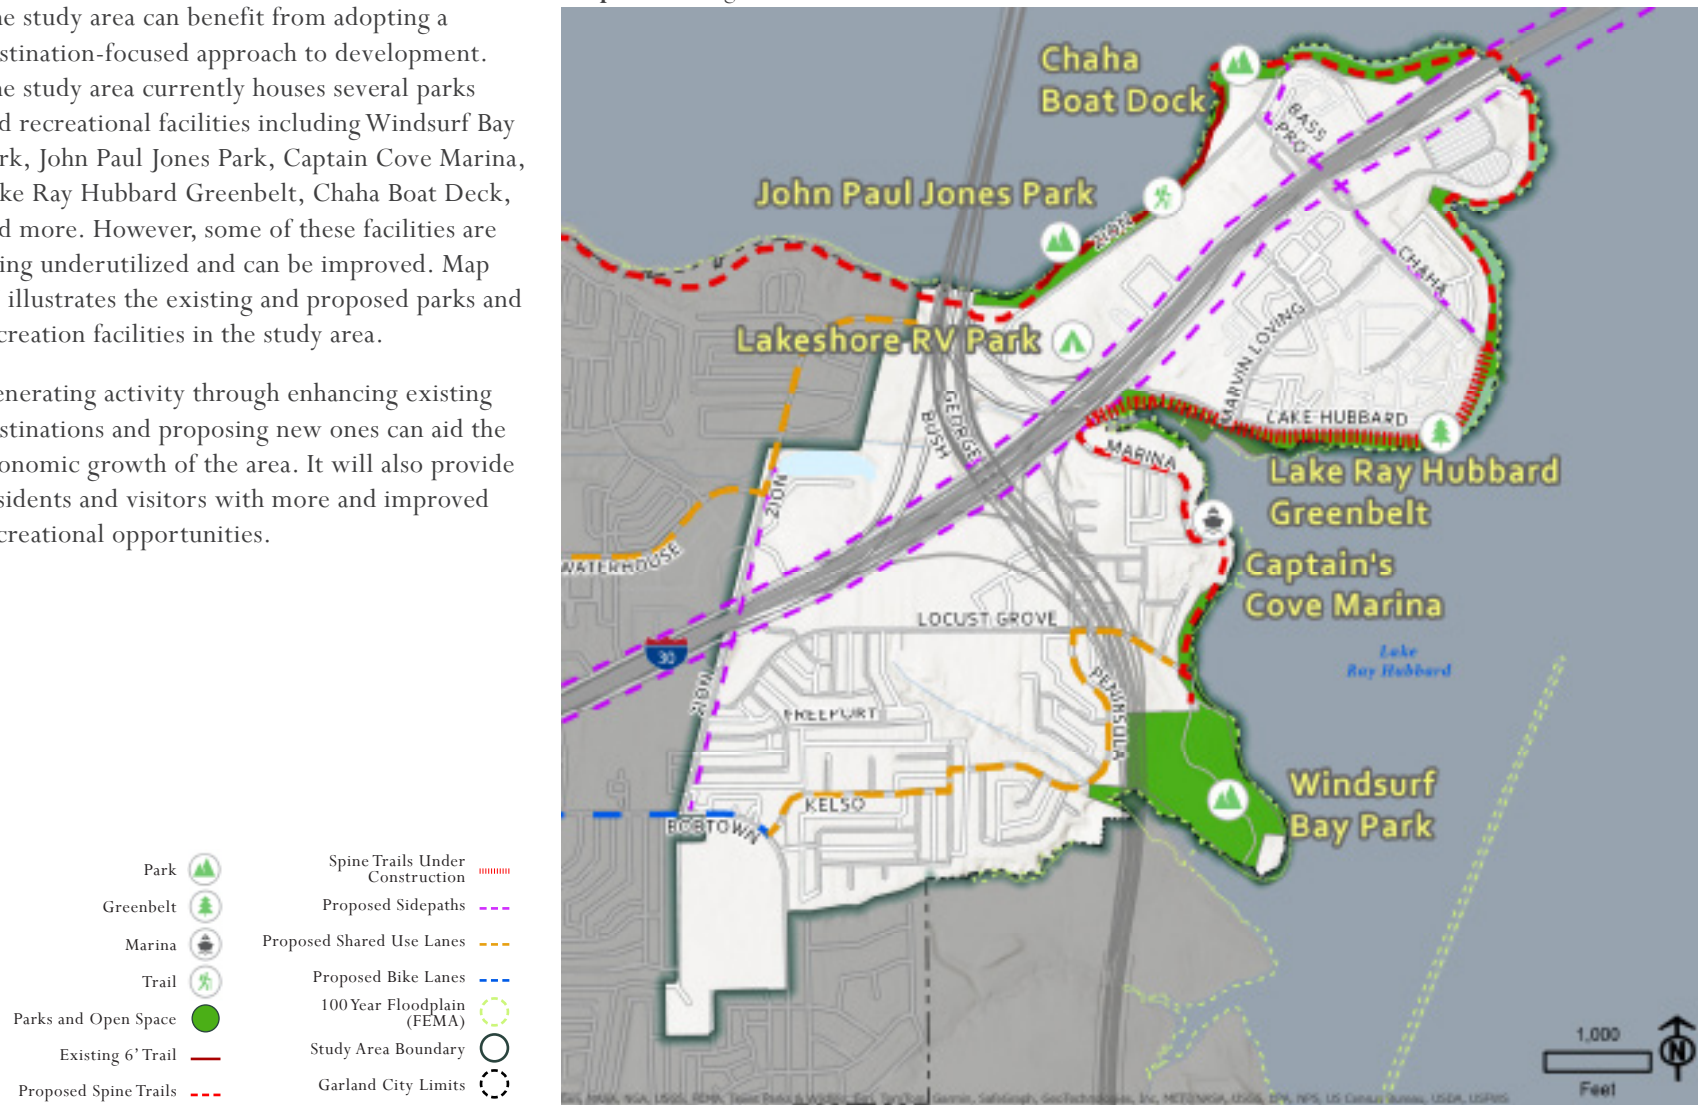 ne study area can benefit from adopting a
stination-focused approach to development.
ne study area currently houses several parks
d recreational facilities including Windsurf Bay
rk, John Paul Jones Park, Captain Cove Marina,
ke Ray Hubbard Greenbelt, Chaha Boat Deck,
d more. However, some of these facilities are
ing underutilized and can be improved. Map
illustrates the existing and proposed parks and
creation facilities in the study area.
enerating activity through enhancing existing
stinations and proposing new ones can aid the
onomic growth of the area. It will also provide
sidents and visitors with more and improved
creational opportunities.
Park
Greenbelt
Marina
Trail
Parks and Open Space
Existing 6' Trail
Proposed Spine Trails
Spine Trails Under
Construction
Proposed Sidepaths
Proposed Shared Use Lanes
Proposed Bike Lanes
100 Year Floodplain
(FEMA)
Study Area Boundary
Garland City Limits
Chaha
Boat Dock
BASS
PRO
John Paul Jones Park
ZION
CHAHA
Lakeshore RV Park
MARVIN LOVING
GEORGE
BUSH
LAKE HUBBARD
MARINA
Lake Ray Hubbard
Greenbelt
ZION
WATERHOUSE
Captain's
Cove Marina
LOCUST GROVE
30
Lake
Ray Hubbard
ZION
PENINSULA
FREEPORT
Windsurf
Bay Park
KELSO
BOBTOWN
1,000
Feet
N